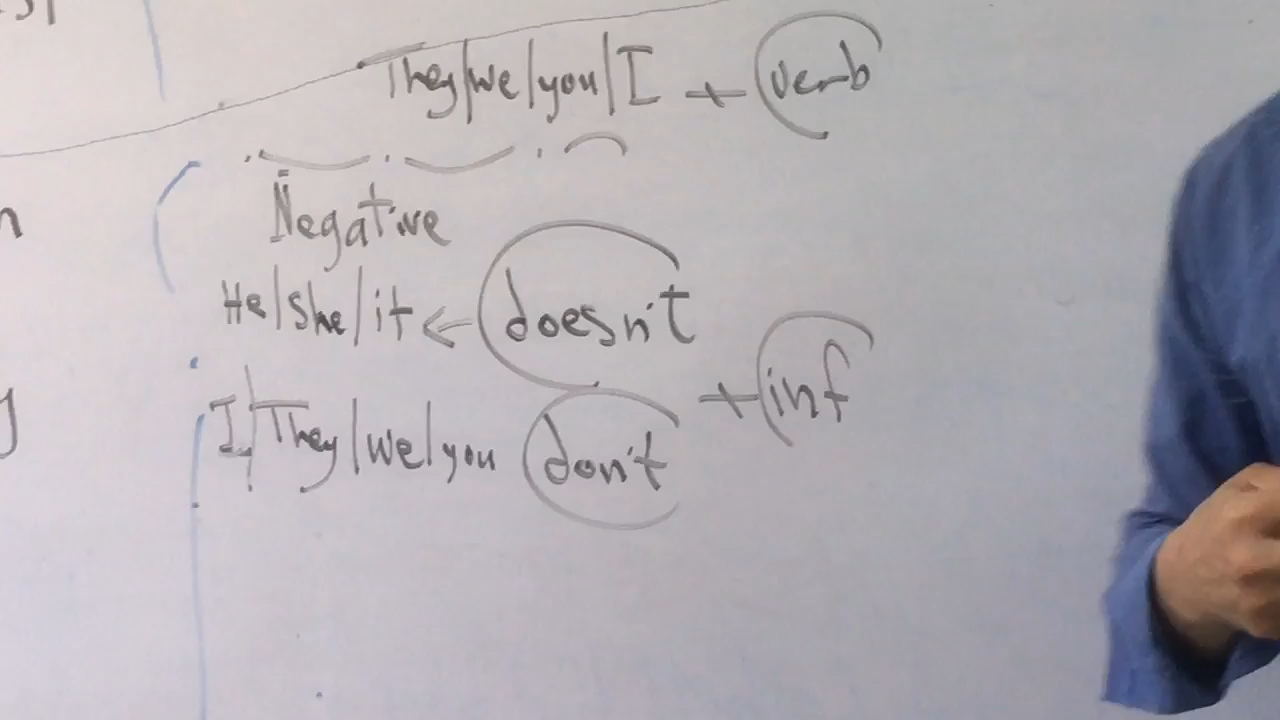 They/we/you/I + verb
Negative
He/she/it ← doesn't
+ inf
I/They/we/you don't